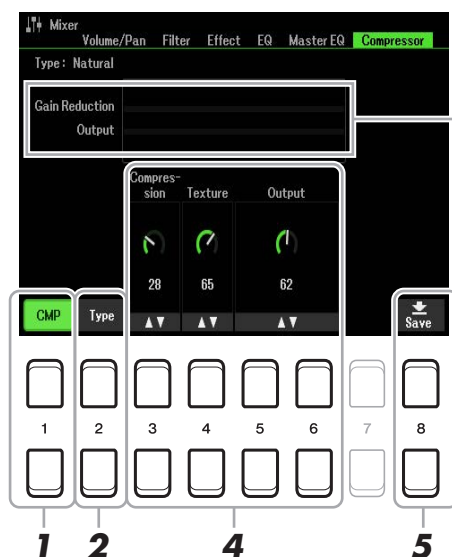 Mixer
Volume/Pan Filter Effect EQ Master EQ Compressor
Type: Natural
Gain Reduction
Output
Compres-
sion Texture Output
28 65 62
CMP Type ▲▼ ▲▼ ▲▼ Save
1 2 3 4 5 6 7 8
1 2 4 5